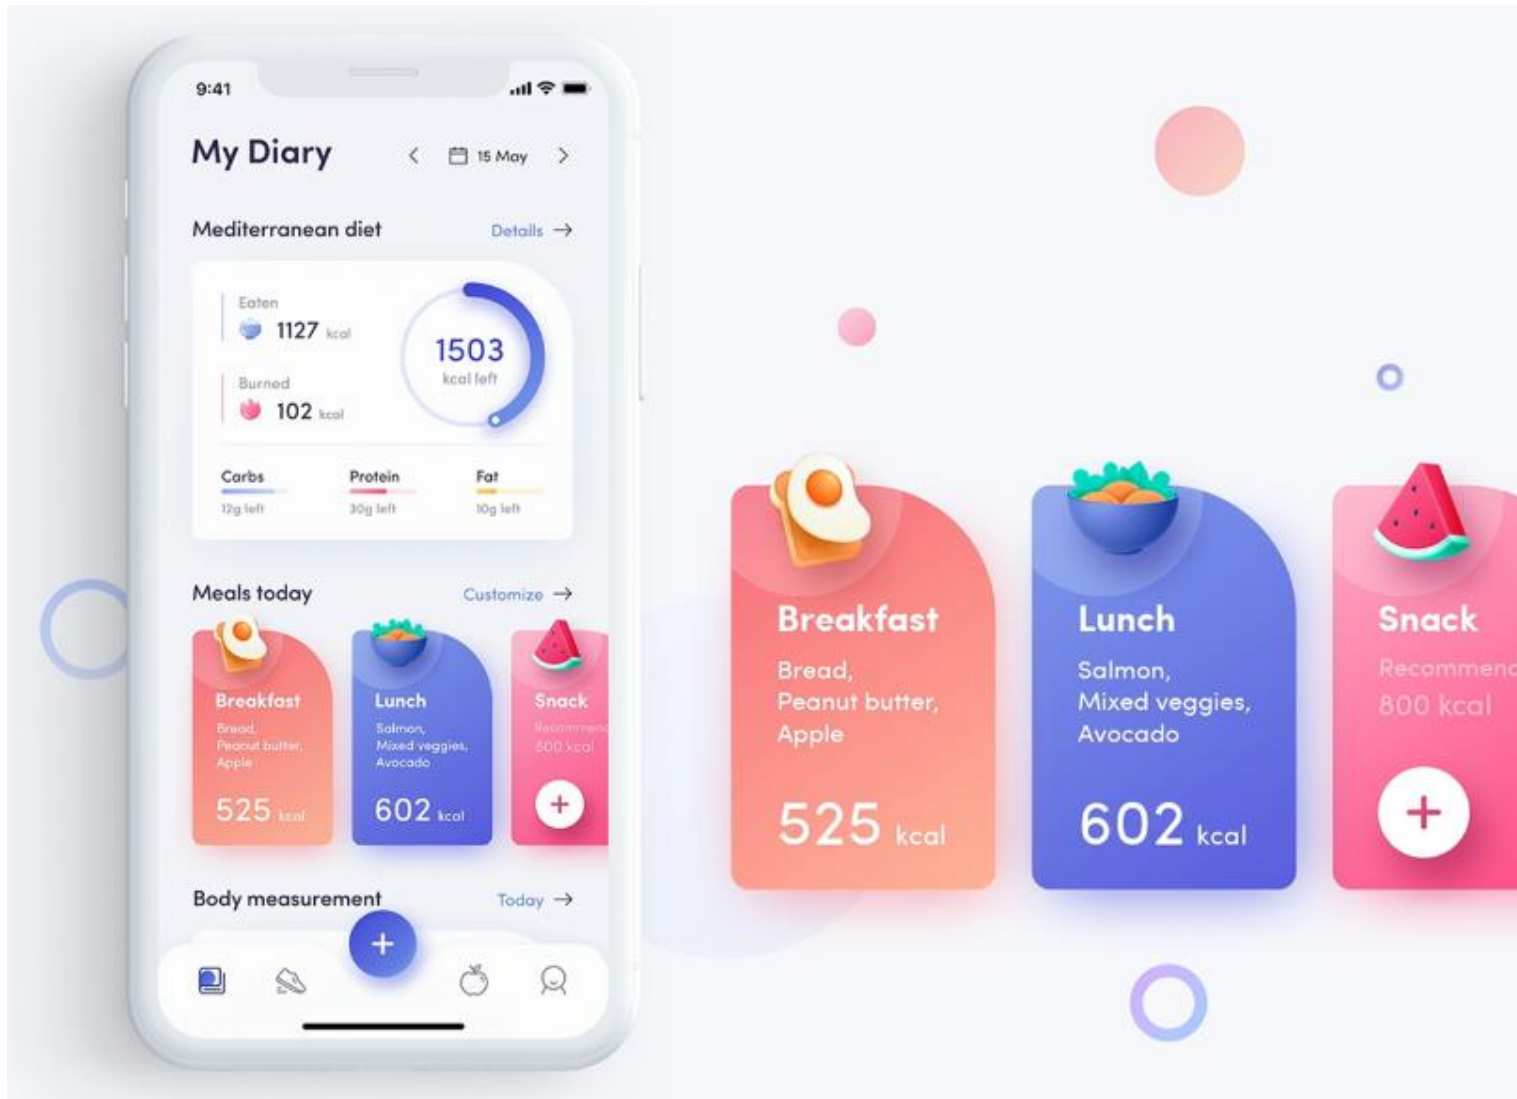 9:41
My Diary
15 May
Mediterranean diet
Details
Eaten
1127 kcal
Burned
102 kcal
1503
kcal left
Carbs
12g left
Protein
30g left
Fat
10g left
Meals today
Customize
Breakfast
Bread,
Peanut butter,
Apple
525 kcal
Lunch
Salmon,
Mixed veggies,
Avocado
602 kcal
Snack
Recommend
800 kcal
Body measurement
Today
Breakfast
Bread,
Peanut butter,
Apple
525 kcal
Lunch
Salmon,
Mixed veggies,
Avocado
602 kcal
Snack
Recommend
800 kcal